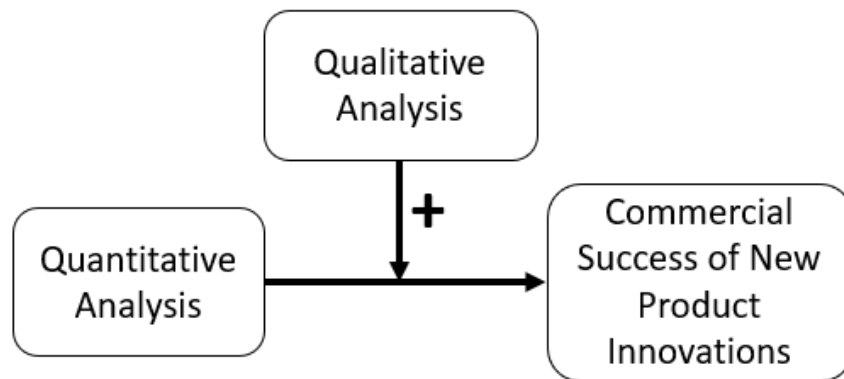 Qualitative
Analysis
+
Quantitative
Analysis
Commercial
Success of New
Product
Innovations